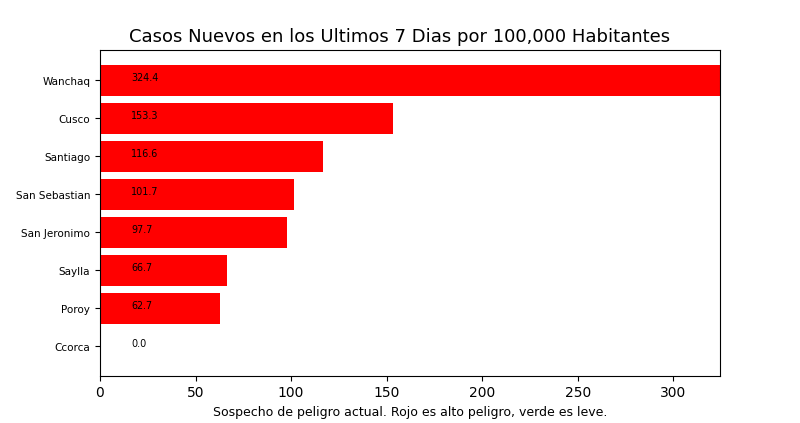 Casos Nuevos en los Ultimos 7 Dias por 100,000 Habitantes
Wanchaq 324.4
Cusco 153.3
Santiago 116.6
San Sebastian 101.7
San Jeronimo 97.7
Saylla 66.7
Poroy 62.7
Ccorca 0.0
0 50 100 150 200 250 300
Sospecho de peligro actual. Rojo es alto peligro, verde es leve.